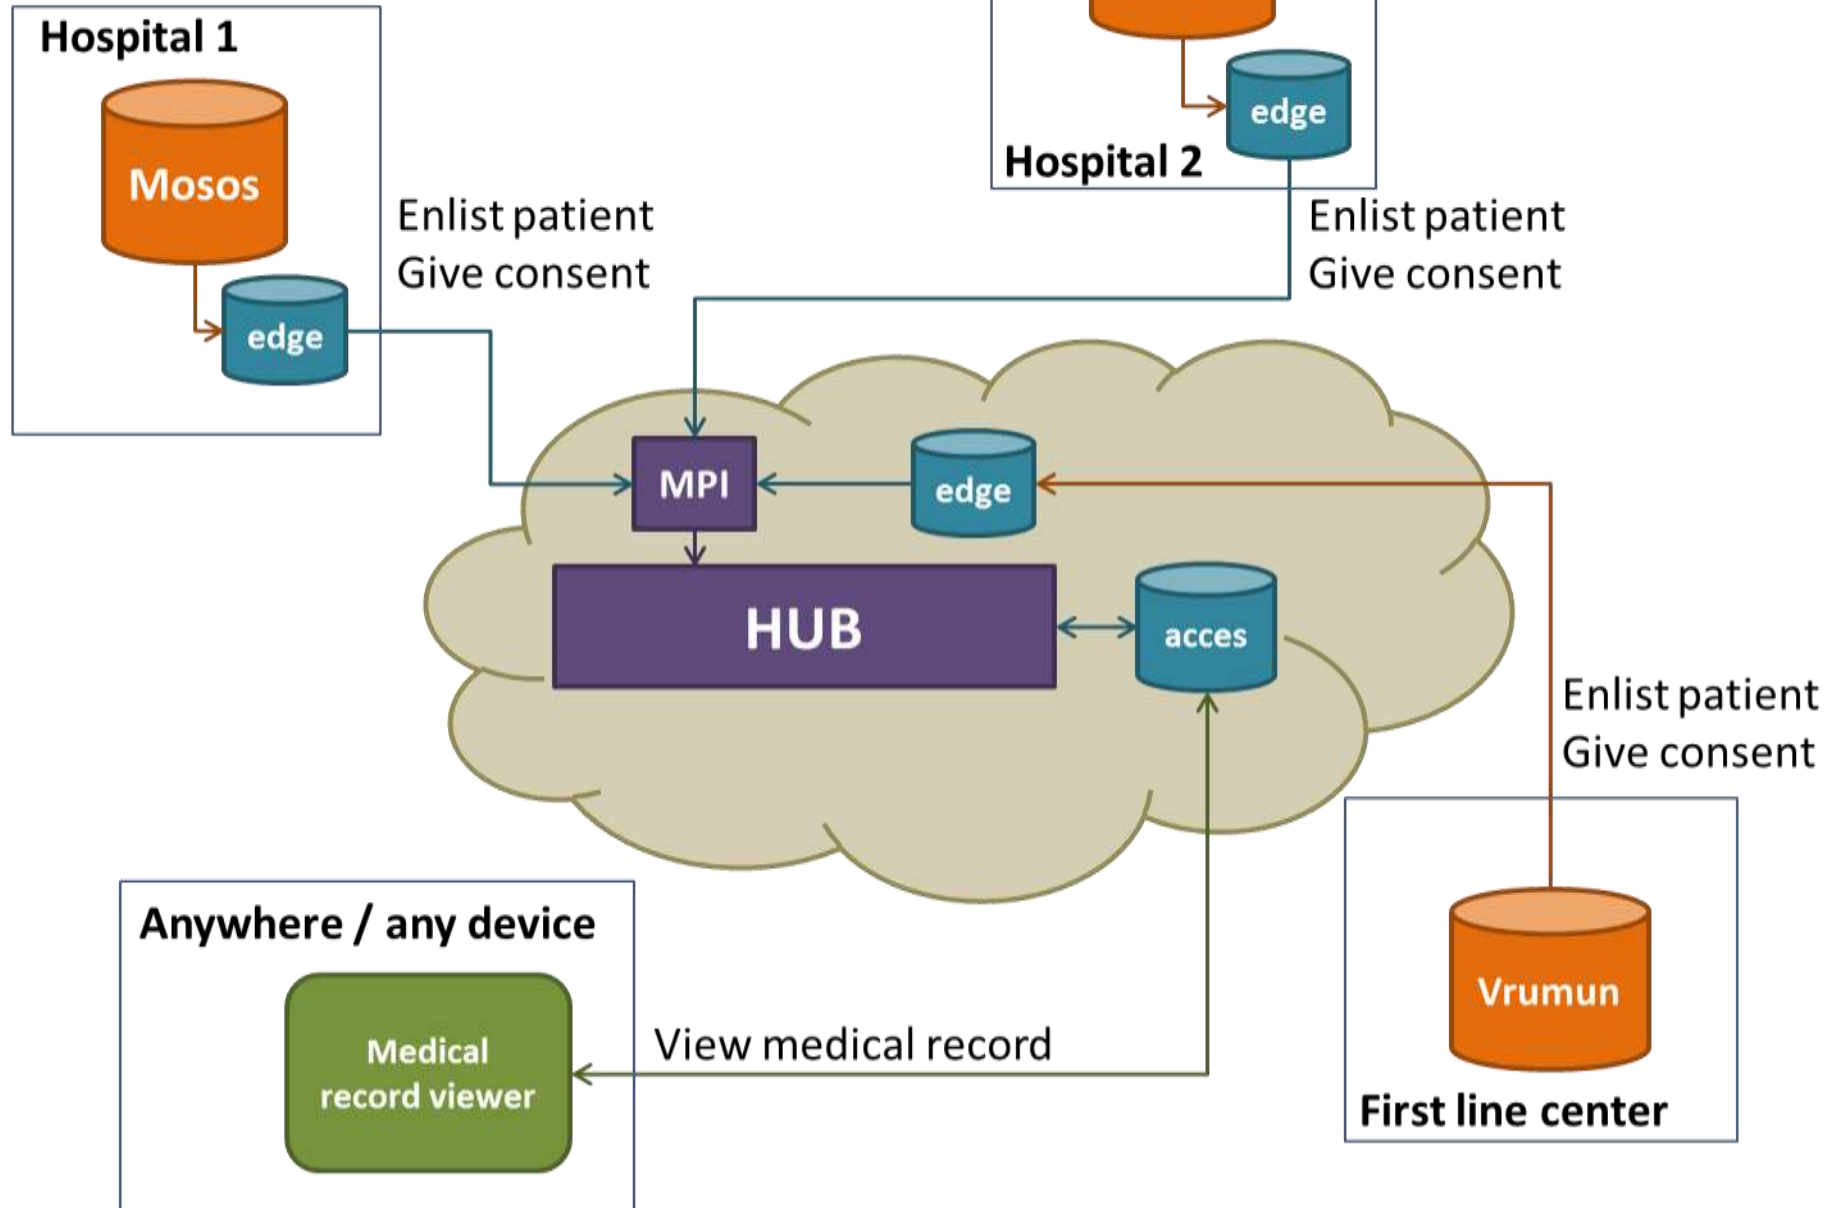 Hospital 1
Mosos
edge
Enlist patient
Give consent
edge
Hospital 2
Enlist patient
Give consent
MPI
edge
HUB
acces
Enlist patient
Give consent
Anywhere / any device
Medical
record viewer
View medical record
Vrumun
First line center